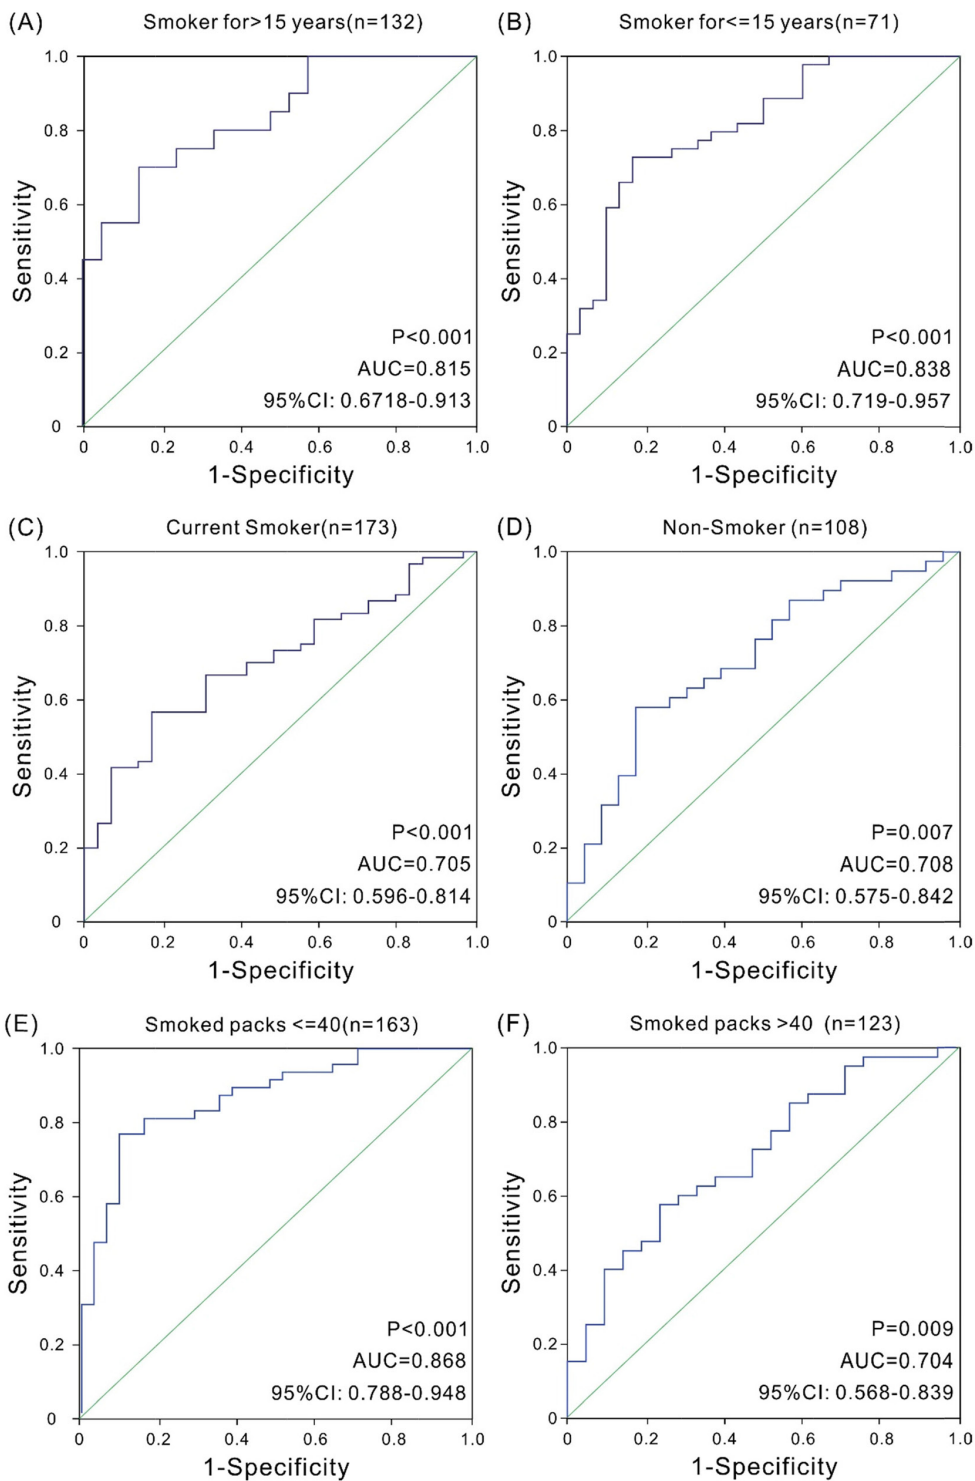 (A) Smoker for>15 years(n=132)
1.0
0.8
0.6
0.4
0.2
0
Sensitivity
P<0.001
AUC=0.815
95%CI: 0.6718-0.913
0 0.2 0.4 0.6 0.8 1.0
1-Specificity
(B) Smoker for<=15 years(n=71)
1.0
0.8
0.6
0.4
0.2
0
Sensitivity
P<0.001
AUC=0.838
95%CI: 0.719-0.957
0 0.2 0.4 0.6 0.8 1.0
1-Specificity
(C) Current Smoker(n=173)
1.0
0.8
0.6
0.4
0.2
0
Sensitivity
P<0.001
AUC=0.705
95%CI: 0.596-0.814
0 0.2 0.4 0.6 0.8 1.0
1-Specificity
(D) Non-Smoker (n=108)
1.0
0.8
0.6
0.4
0.2
0
Sensitivity
P=0.007
AUC=0.708
95%CI: 0.575-0.842
0 0.2 0.4 0.6 0.8 1.0
1-Specificity
(E) Smoked packs <=40(n=163)
1.0
0.8
0.6
0.4
0.2
0
Sensitivity
P<0.001
AUC=0.868
95%CI: 0.788-0.948
0 0.2 0.4 0.6 0.8 1.0
1-Specificity
(F) Smoked packs >40 (n=123)
1.0
0.8
0.6
0.4
0.2
0
Sensitivity
P=0.009
AUC=0.704
95%CI: 0.568-0.839
0 0.2 0.4 0.6 0.8 1.0
1-Specificity